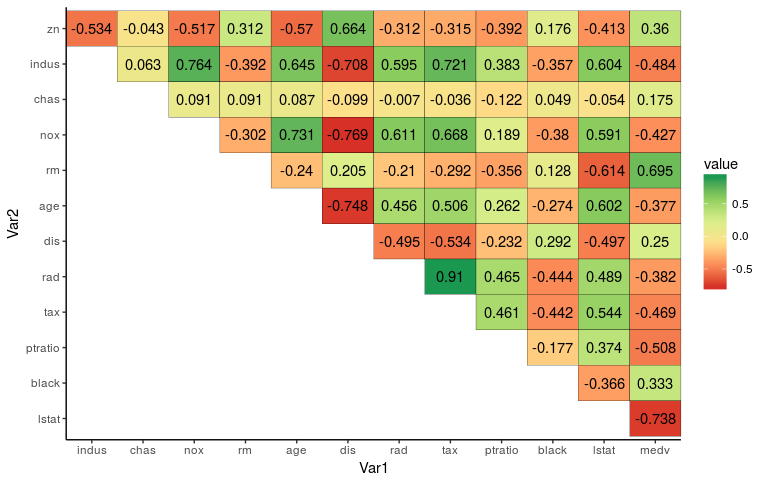 zn -0.534 -0.043 -0.517 0.312 -0.57 0.664 -0.312 -0.315 -0.392 0.176 -0.413 0.36
indus 0.063 0.764 -0.392 0.645 -0.708 0.595 0.721 0.383 -0.357 0.604 -0.484
chas 0.091 0.091 0.087 -0.099 -0.007 -0.036 -0.122 0.049 -0.054 0.175
nox -0.302 0.731 -0.769 0.611 0.668 0.189 -0.38 0.591 -0.427
rm -0.24 0.205 -0.21 -0.292 -0.356 0.128 -0.614 0.695
age -0.748 0.456 0.506 0.262 -0.274 0.602 -0.377
dis -0.495 -0.534 -0.232 0.292 -0.497 0.25
rad 0.91 0.465 -0.444 0.489 -0.382
tax 0.461 -0.442 0.544 -0.469
ptratio -0.177 0.374 -0.508
black -0.366 0.333
lstat -0.738
indus chas nox rm age dis rad tax ptratio black lstat medv
Var1
Var2
value
0.5
0.0
-0.5